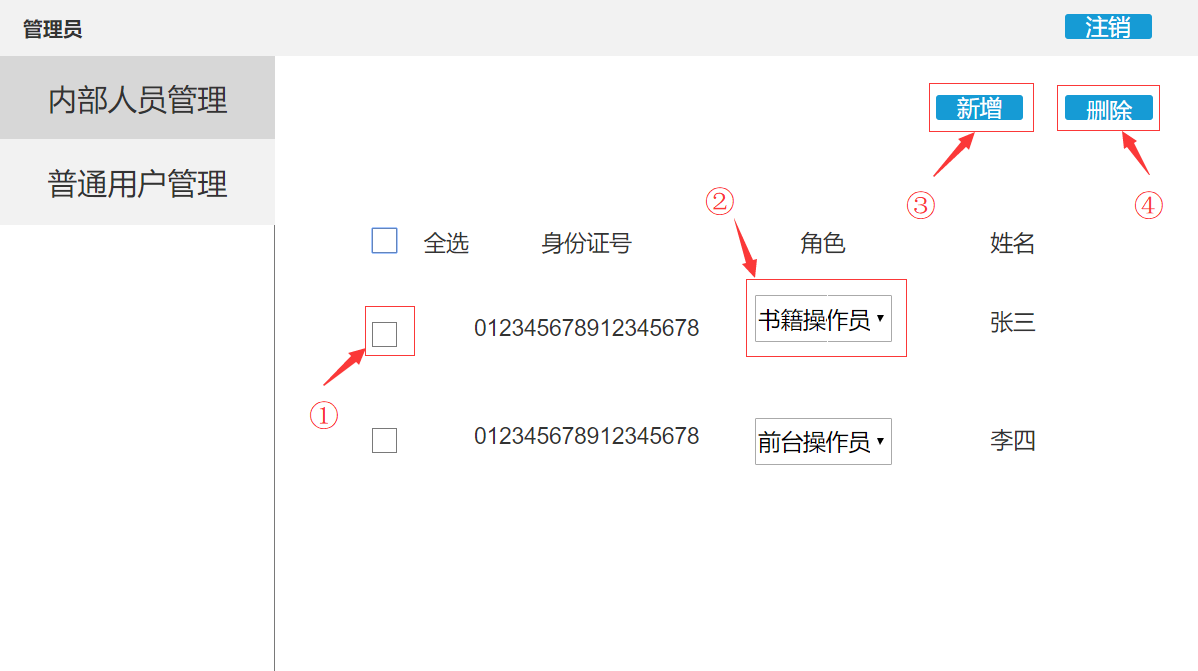 管理员
注销
内部人员管理
普通用户管理
新增
删除
②
③
④
全选 身份证号 角色 姓名
012345678912345678 书籍操作员 张三
①
012345678912345678 前台操作员 李四